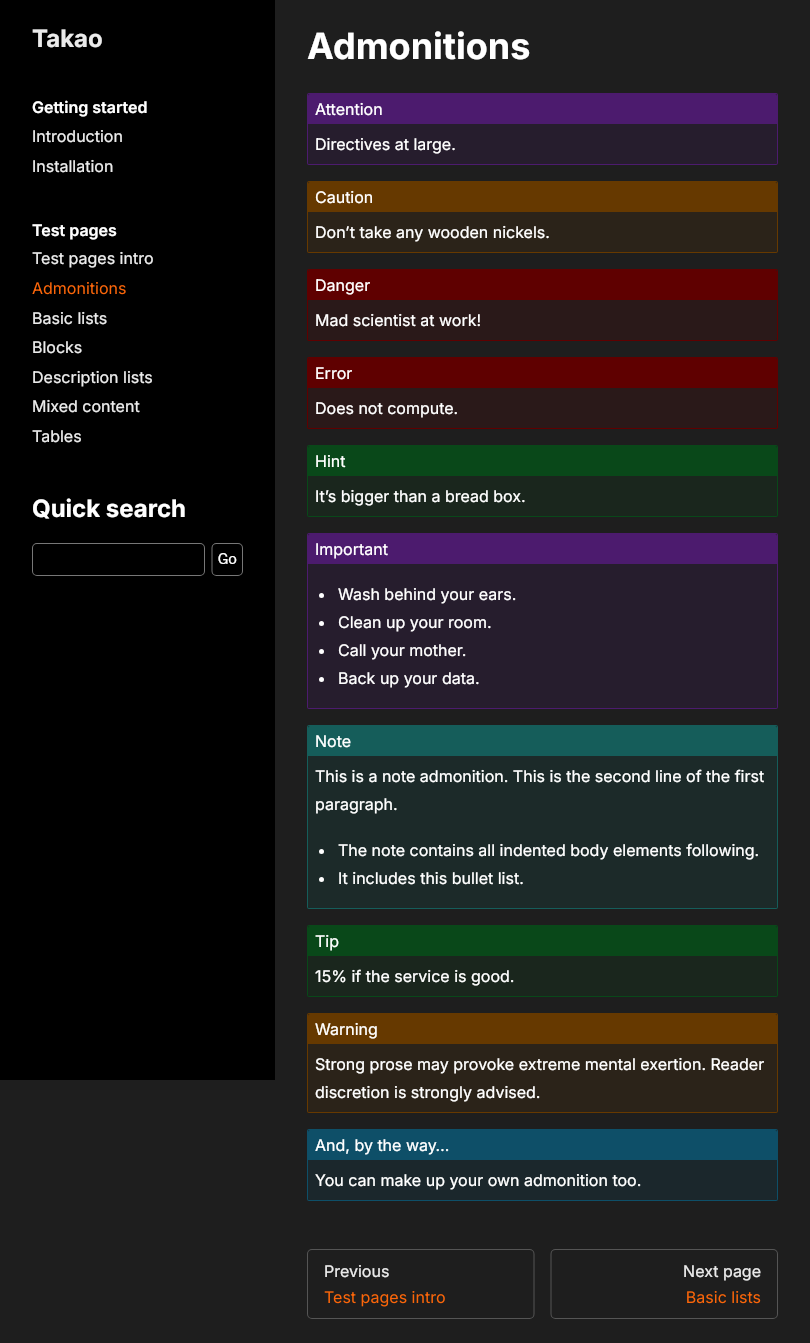 Takao
Getting started
Introduction
Installation
Test pages
Test pages intro
Admonitions
Basic lists
Blocks
Description lists
Mixed content
Tables
Quick search
Go
Admonitions
Attention
Directives at large.
Caution
Don’t take any wooden nickels.
Danger
Mad scientist at work!
Error
Does not compute.
Hint
It’s bigger than a bread box.
Important
• Wash behind your ears.
• Clean up your room.
• Call your mother.
• Back up your data.
Note
This is a note admonition. This is the second line of the first
paragraph.
• The note contains all indented body elements following.
• It includes this bullet list.
Tip
15% if the service is good.
Warning
Strong prose may provoke extreme mental exertion. Reader
discretion is strongly advised.
And, by the way…
You can make up your own admonition too.
Previous
Test pages intro
Next page
Basic lists